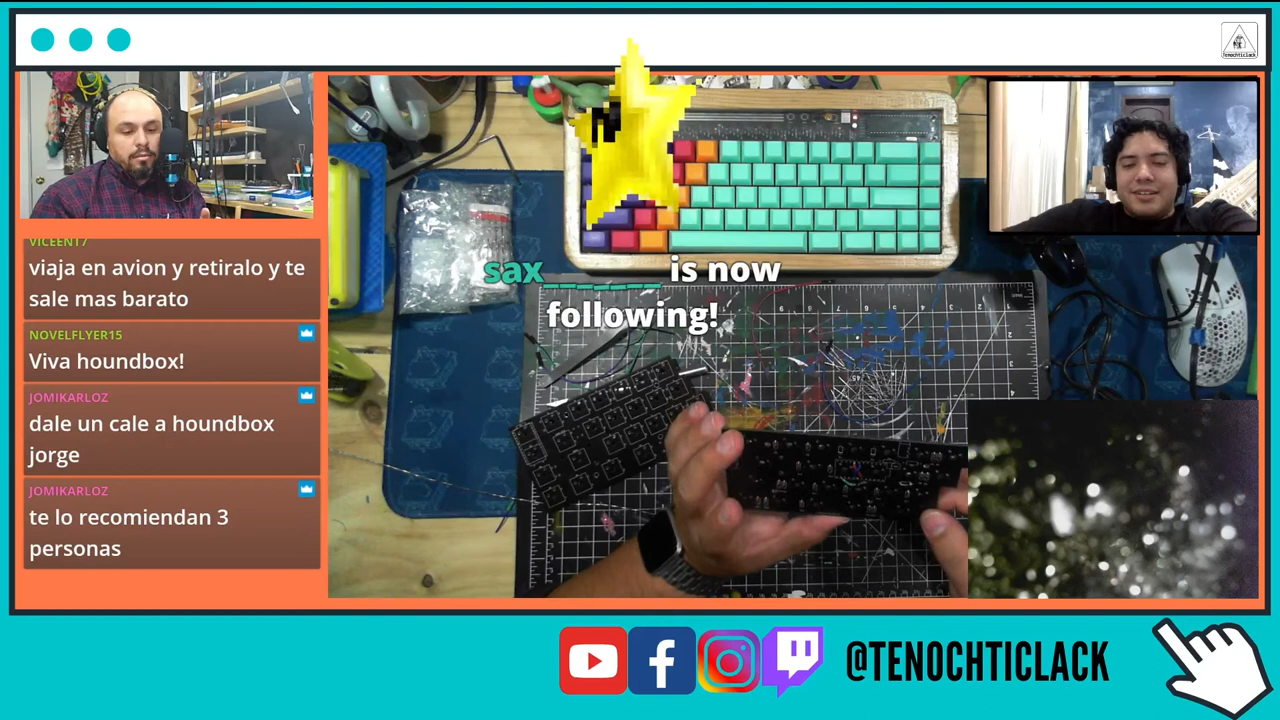 VICEENT7
viaja en avion y retiralo y te
sale mas barato
NOVELFLYER15
Viva houndbox!
JOMIKARLOZ
dale un cale a houndbox
jorge
JOMIKARLOZ
te lo recomiendan 3
personas
sax______ is now
following!
@TENOCHTICLACK